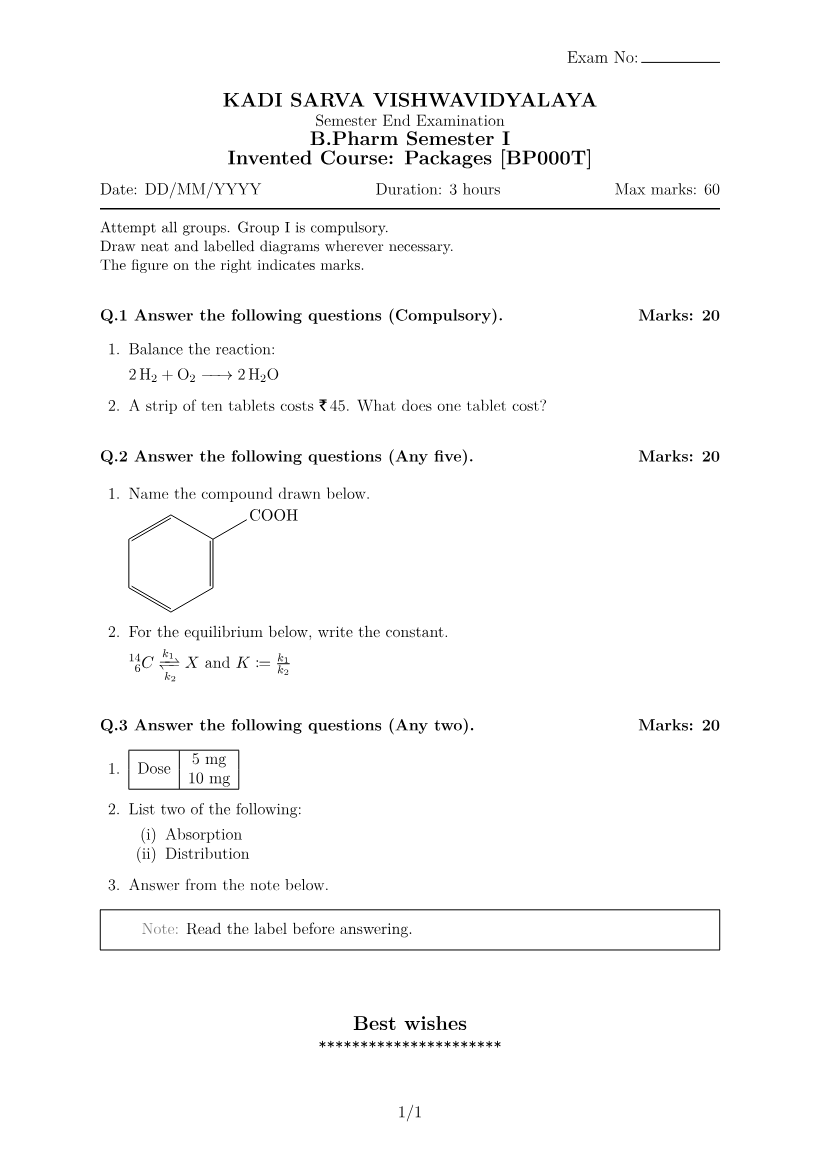 Exam No:
KADI SARVA VISHWAVIDYALAYA
Semester End Examination
B.Pharm Semester I
Invented Course: Packages [BP000T]
Date: DD/MM/YYYY Duration: 3 hours Max marks: 60
Attempt all groups. Group I is compulsory.
Draw neat and labelled diagrams wherever necessary.
The figure on the right indicates marks.
Q.1 Answer the following questions (Compulsory). Marks: 20
1. Balance the reaction:
2 H₂ + O₂ ⟶ 2 H₂O
2. A strip of ten tablets costs ₹45. What does one tablet cost?
Q.2 Answer the following questions (Any five). Marks: 20
1. Name the compound drawn below.
COOH
2. For the equilibrium below, write the constant.
¹⁴₆C ⇌ X and K ≔ k₁/k₂
k₁
k₂
Q.3 Answer the following questions (Any two). Marks: 20
1. Dose 5 mg
10 mg
2. List two of the following:
(i) Absorption
(ii) Distribution
3. Answer from the note below.
Note: Read the label before answering.
Best wishes
**********************
1/1